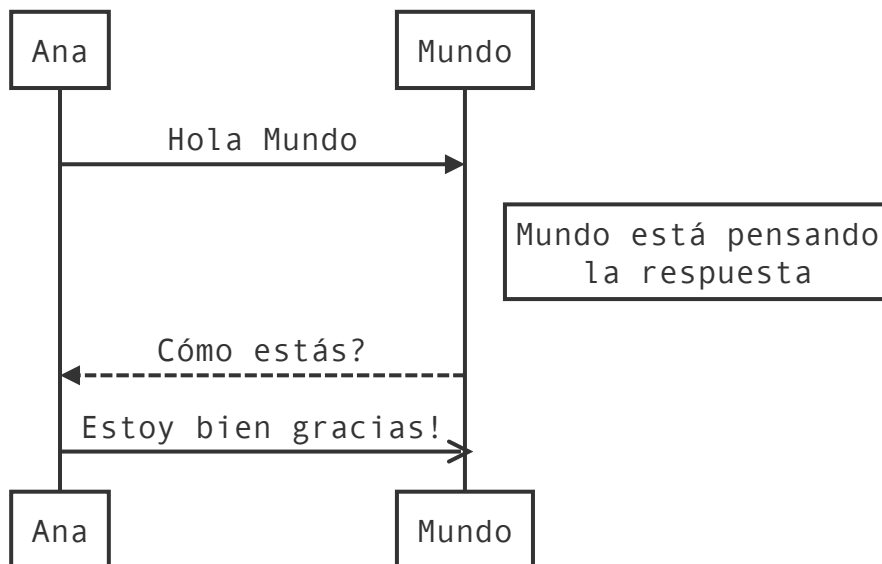 Ana
Mundo
Hola Mundo
Mundo está pensando
la respuesta
Cómo estás?
Estoy bien gracias!
Ana
Mundo